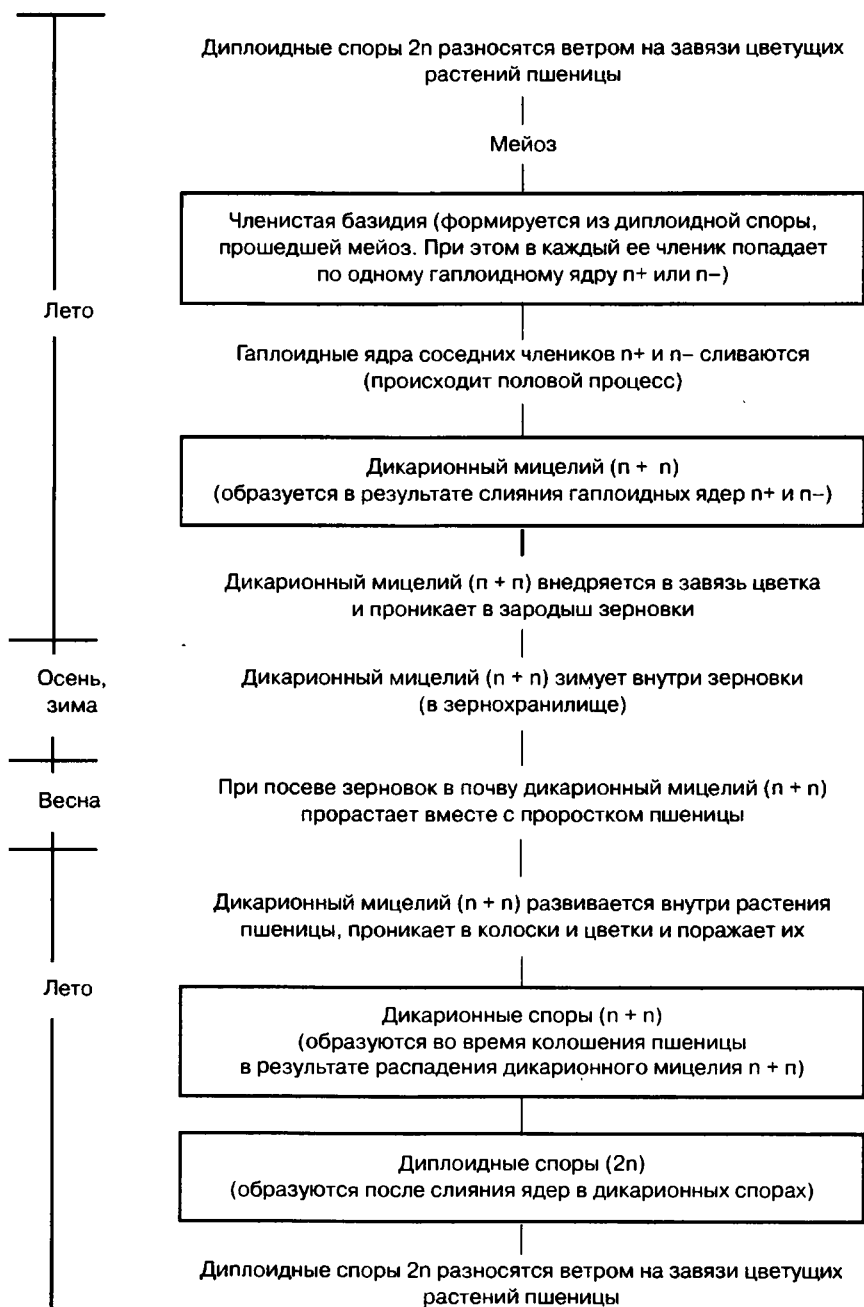 Диплоидные споры 2n разносятся ветром на завязи цветущих
растений пшеницы
Мейоз
Членистая базидия (формируется из диплоидной споры,
прошедшей мейоз. При этом в каждый ее членик попадает
по одному гаплоидному ядру n+ или n–)
Лето
Гаплоидные ядра соседних члеников n+ и n– сливаются
(происходит половой процесс)
Дикарионный мицелий (n + n)
(образуется в результате слияния гаплоидных ядер n+ и n–)
Дикарионный мицелий (n + n) внедряется в завязь цветка
и проникает в зародыш зерновки
Осень,
зима
Дикарионный мицелий (n + n) зимует внутри зерновки
(в зернохранилище)
Весна
При посеве зерновок в почву дикарионный мицелий (n + n)
прорастает вместе с проростком пшеницы
Дикарионный мицелий (n + n) развивается внутри растения
пшеницы, проникает в колоски и цветки и поражает их
Лето
Дикарионные споры (n + n)
(образуются во время колошения пшеницы
в результате распадения дикарионного мицелия n + n)
Диплоидные споры (2n)
(образуются после слияния ядер в дикарионных спорах)
Диплоидные споры 2n разносятся ветром на завязи цветущих
растений пшеницы